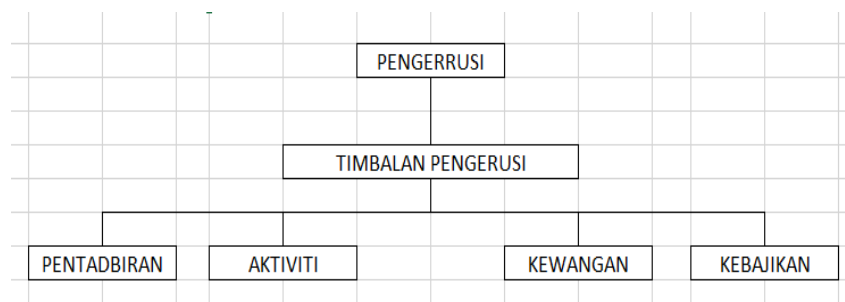 PENGERRUSI
TIMBALAN PENGERUSI
PENTADBIRAN AKTIVITI KEWANGAN KEBAJIKAN